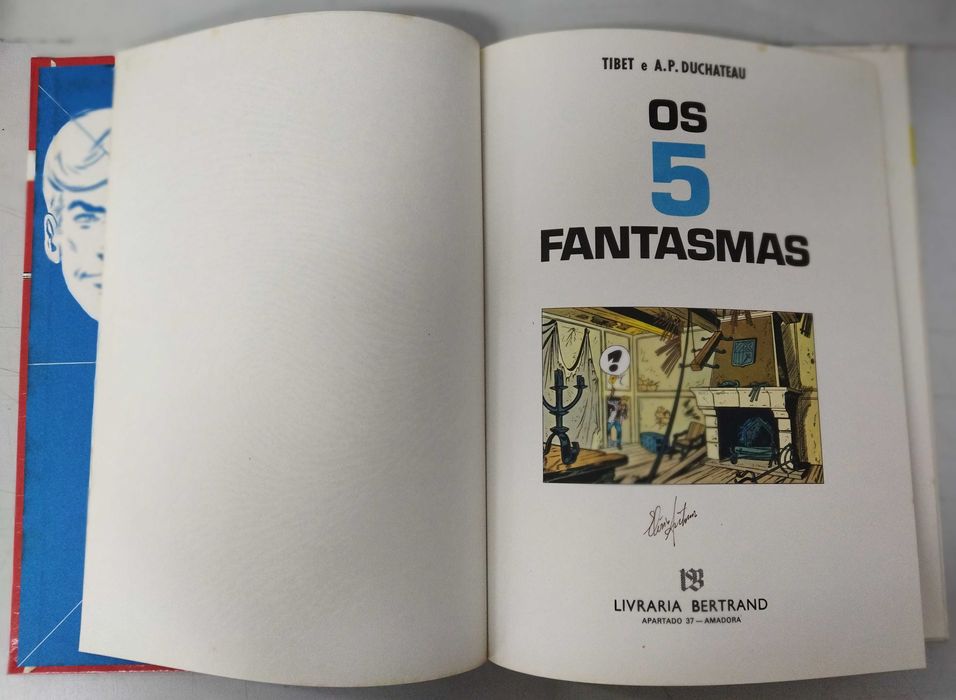 TIBET e A.P. DUCHATEAU
OS
5
FANTASMAS
?
LIVRARIA BERTRAND
APARTADO 37 — AMADORA